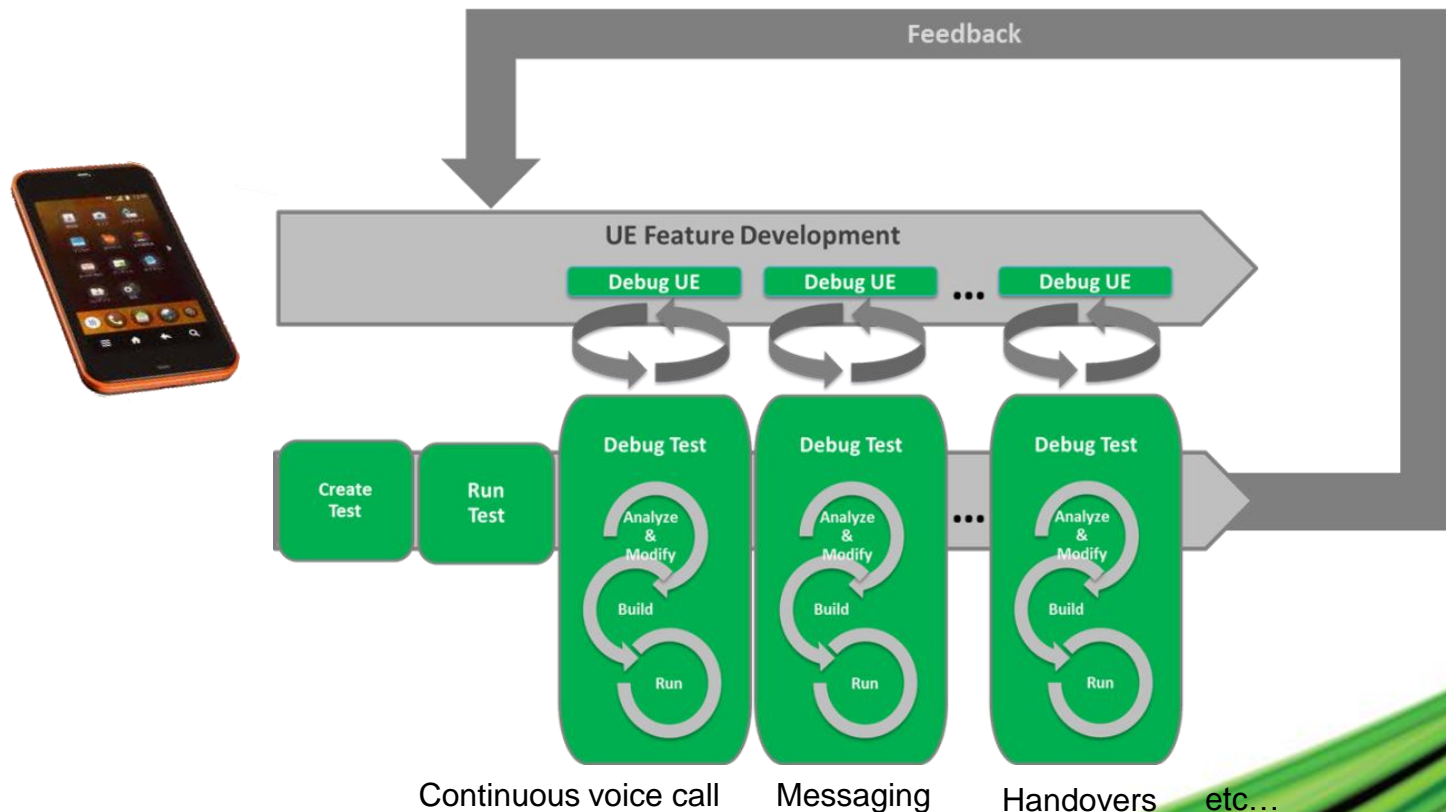 Feedback
UE Feature Development
Debug UE
Debug UE
...
Debug UE
Create
Test
Run
Test
Debug Test
Analyze
&
Modify
Build
Run
Debug Test
Analyze
&
Modify
Build
Run
...
Debug Test
Analyze
&
Modify
Build
Run
Continuous voice call
Messaging
Handovers
etc...